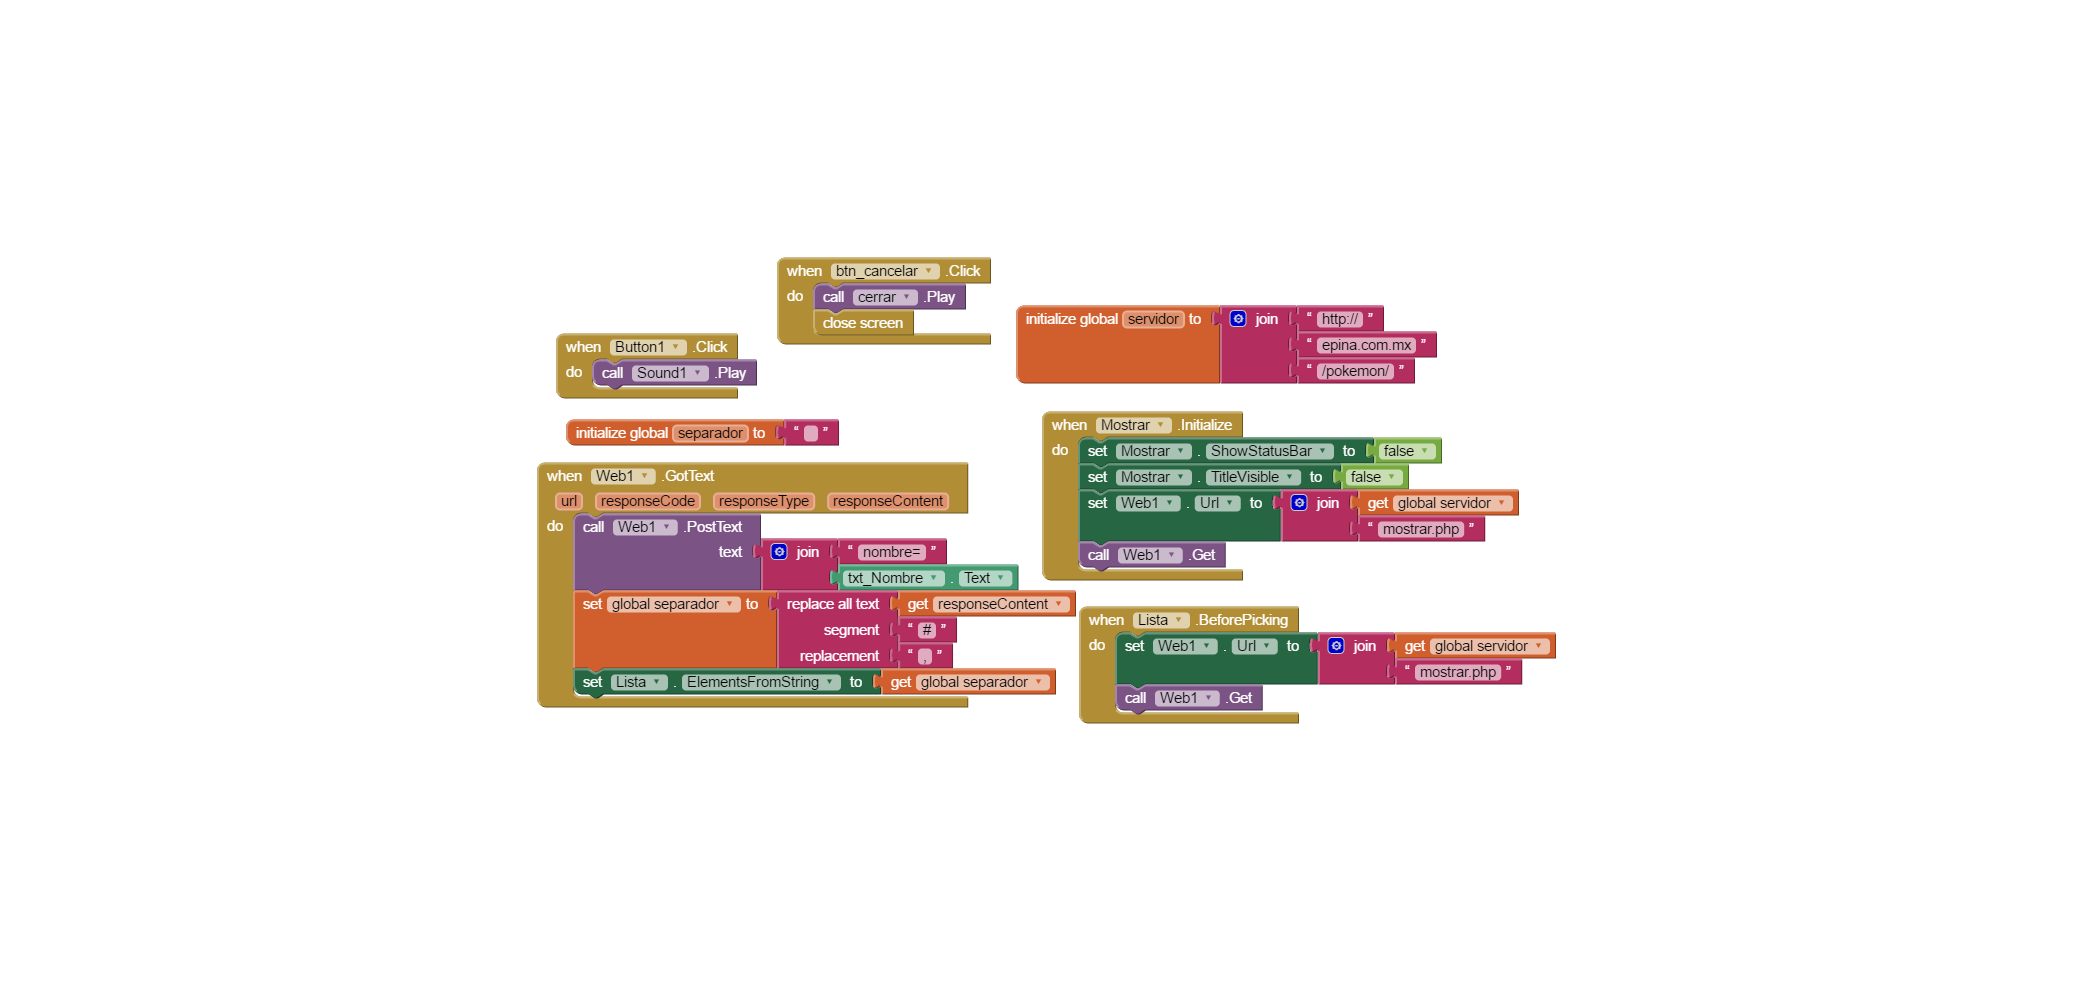 when btn_cancelar .Click
do call cerrar .Play
close screen
initialize global servidor to join " http:// "
" epina.com.mx "
" /pokemon/ "
when Button1 .Click
do call Sound1 .Play
initialize global separador to " "
when Mostrar .Initialize
do set Mostrar . ShowStatusBar to false
set Mostrar . TitleVisible to false
set Web1 . Url to join get global servidor
" mostrar.php "
call Web1 .Get
when Web1 .GotText
url responseCode responseType responseContent
do call Web1 .PostText
text join " nombre= "
txt_Nombre . Text
set global separador to replace all text get responseContent
segment " # "
replacement " , "
set Lista . ElementsFromString to get global separador
when Lista .BeforePicking
do set Web1 . Url to join get global servidor
" mostrar.php "
call Web1 .Get